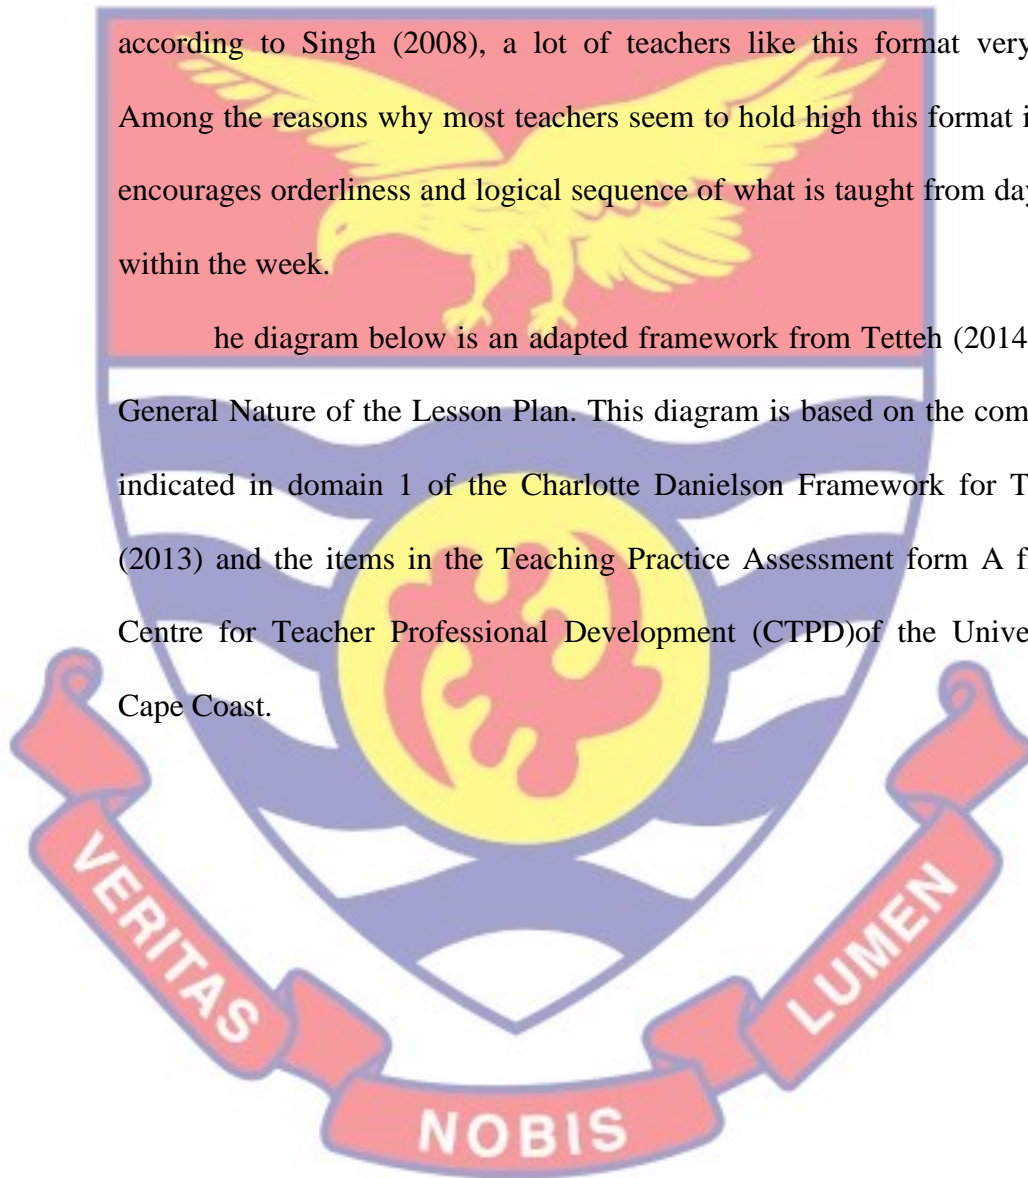 according to Singh (2008), a lot of teachers like this format very
Among the reasons why most teachers seem to hold high this format i
encourages orderliness and logical sequence of what is taught from day
within the week.
he diagram below is an adapted framework from Tetteh (2014
General Nature of the Lesson Plan. This diagram is based on the com
indicated in domain 1 of the Charlotte Danielson Framework for T
(2013) and the items in the Teaching Practice Assessment form A f
Centre for Teacher Professional Development (CTPD)of the Unive
Cape Coast.
VERITAS
NOBIS
LUMEN